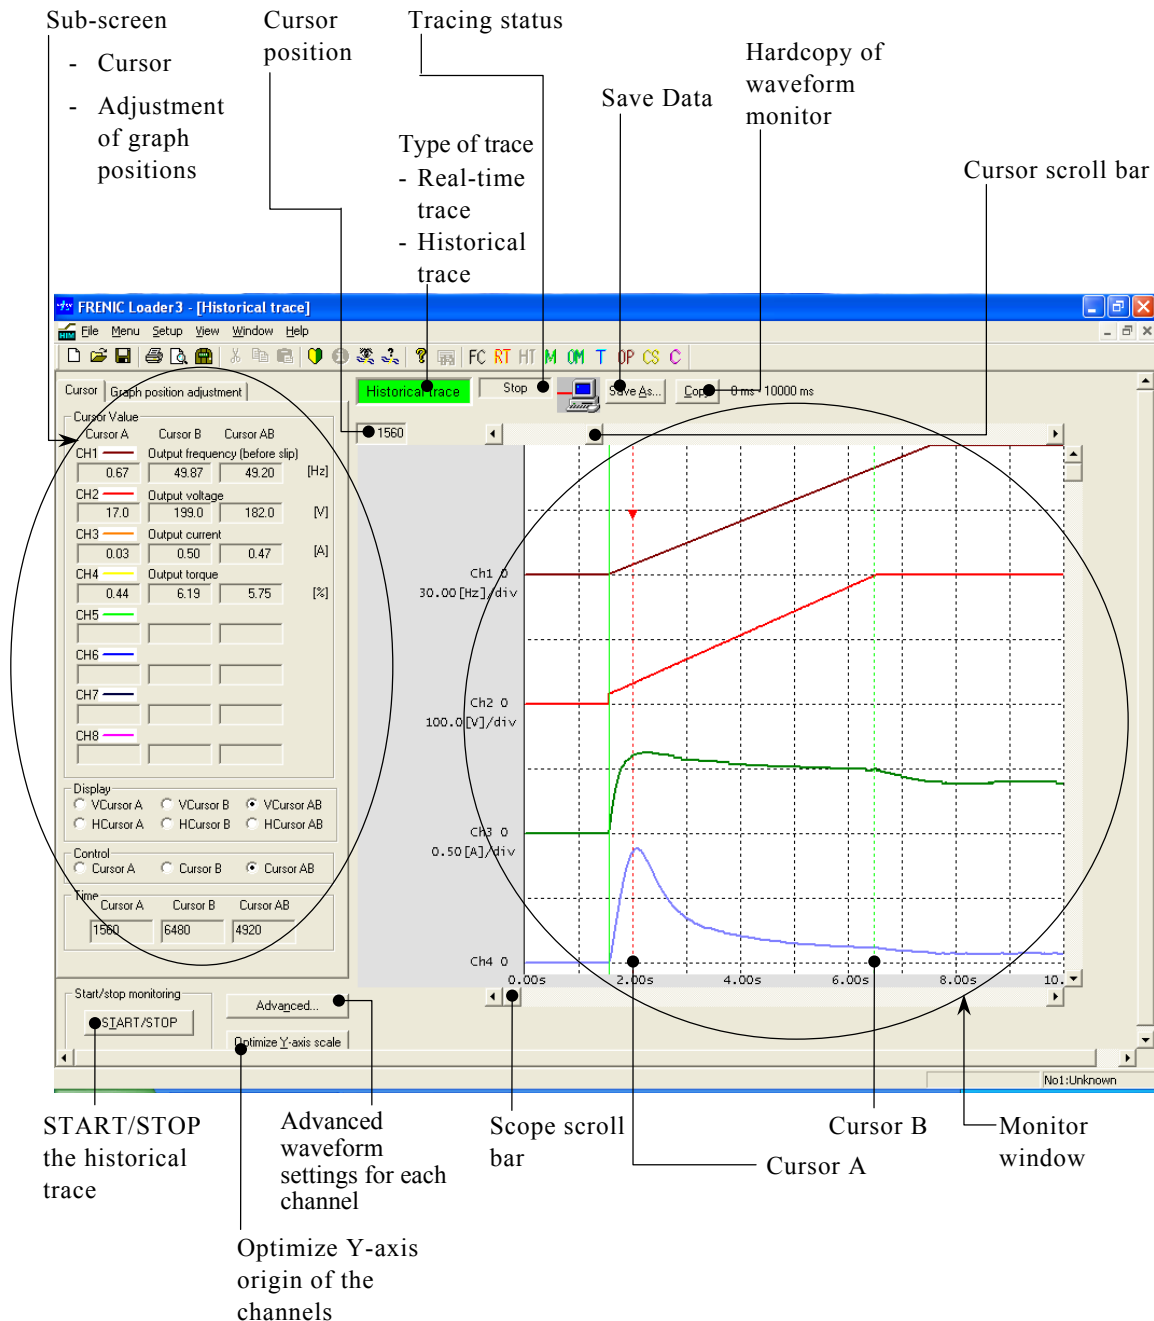 Sub-screen
- Cursor
- Adjustment
of graph
positions
Cursor
position
Tracing status
Type of trace
- Real-time
trace
- Historical
trace
Save Data
Hardcopy of
waveform
monitor
Cursor scroll bar
FRENIC Loader3 - [Historical trace]
File Menu Setup View Window Help
FC RT HT M OM T OP CS C
Cursor Graph position adjustment
Historical trace Stop Save As... Copy 0 ms - 10000 ms
1560
Cursor Value
Cursor A Cursor B Cursor AB
CH1 Output frequency (before slip)
0.67 49.87 49.20 [Hz]
CH2 Output voltage
17.0 199.0 182.0 [V]
CH3 Output current
0.03 0.50 0.47 [A]
CH4 Output torque
0.44 6.19 5.75 [%]
CH5
CH6
CH7
CH8
Display
VCursor A VCursor B VCursor AB
HCursor A HCursor B HCursor AB
Control
Cursor A Cursor B Cursor AB
Time
Cursor A Cursor B Cursor AB
1560 6480 4920
Ch1 0
30.00[Hz]/div
Ch2 0
100.0[V]/div
Ch3 0
0.50[A]/div
Ch4 0
0.00s 2.00s 4.00s 6.00s 8.00s 10.
Start/stop monitoring
START/STOP
Advanced...
Optimize Y-axis scale
No1:Unknown
START/STOP
the historical
trace
Advanced
waveform
settings for each
channel
Optimize Y-axis
origin of the
channels
Scope scroll
bar
Cursor A
Cursor B
Monitor
window